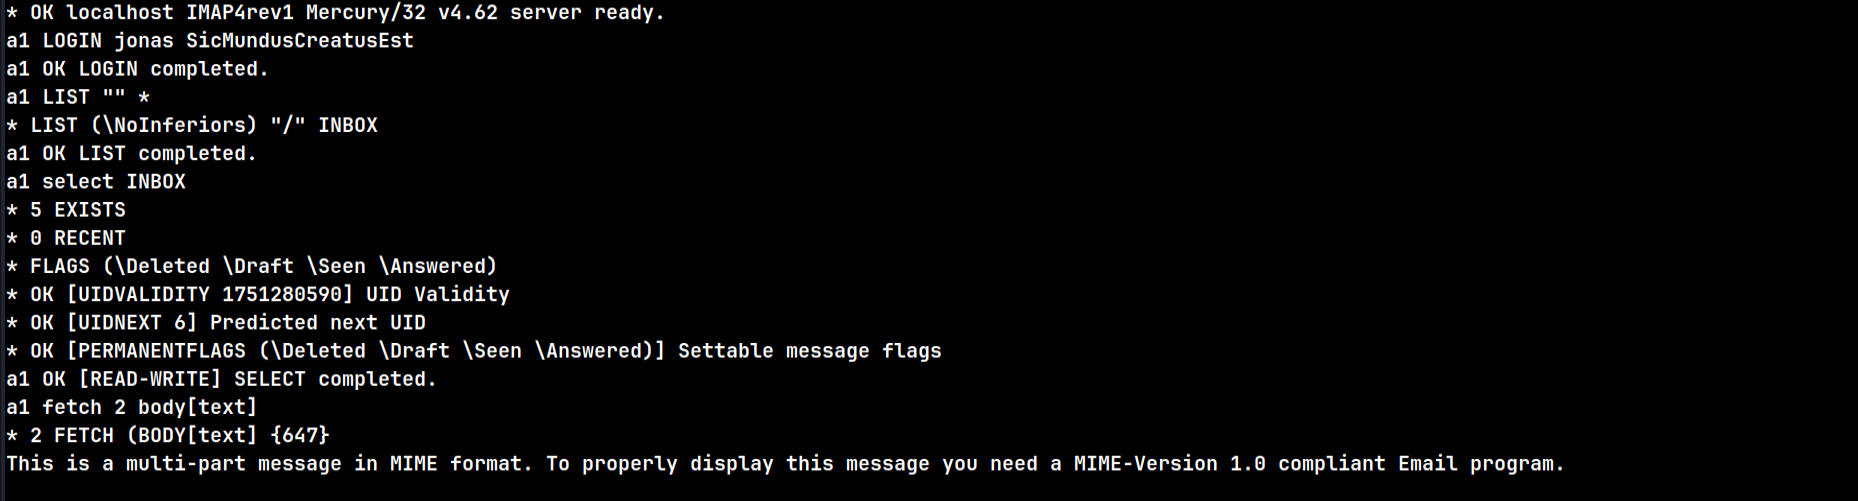 * OK localhost IMAP4rev1 Mercury/32 v4.62 server ready.
a1 LOGIN jonas SicMundusCreatusEst
a1 OK LOGIN completed.
a1 LIST "" *
* LIST (\NoInferiors) "/" INBOX
a1 OK LIST completed.
a1 select INBOX
* 5 EXISTS
* 0 RECENT
* FLAGS (\Deleted \Draft \Seen \Answered)
* OK [UIDVALIDITY 1751280590] UID Validity
* OK [UIDNEXT 6] Predicted next UID
* OK [PERMANENTFLAGS (\Deleted \Draft \Seen \Answered)] Settable message flags
a1 OK [READ-WRITE] SELECT completed.
a1 fetch 2 body[text]
* 2 FETCH (BODY[text] {647}
This is a multi-part message in MIME format. To properly display this message you need a MIME-Version 1.0 compliant Email program.